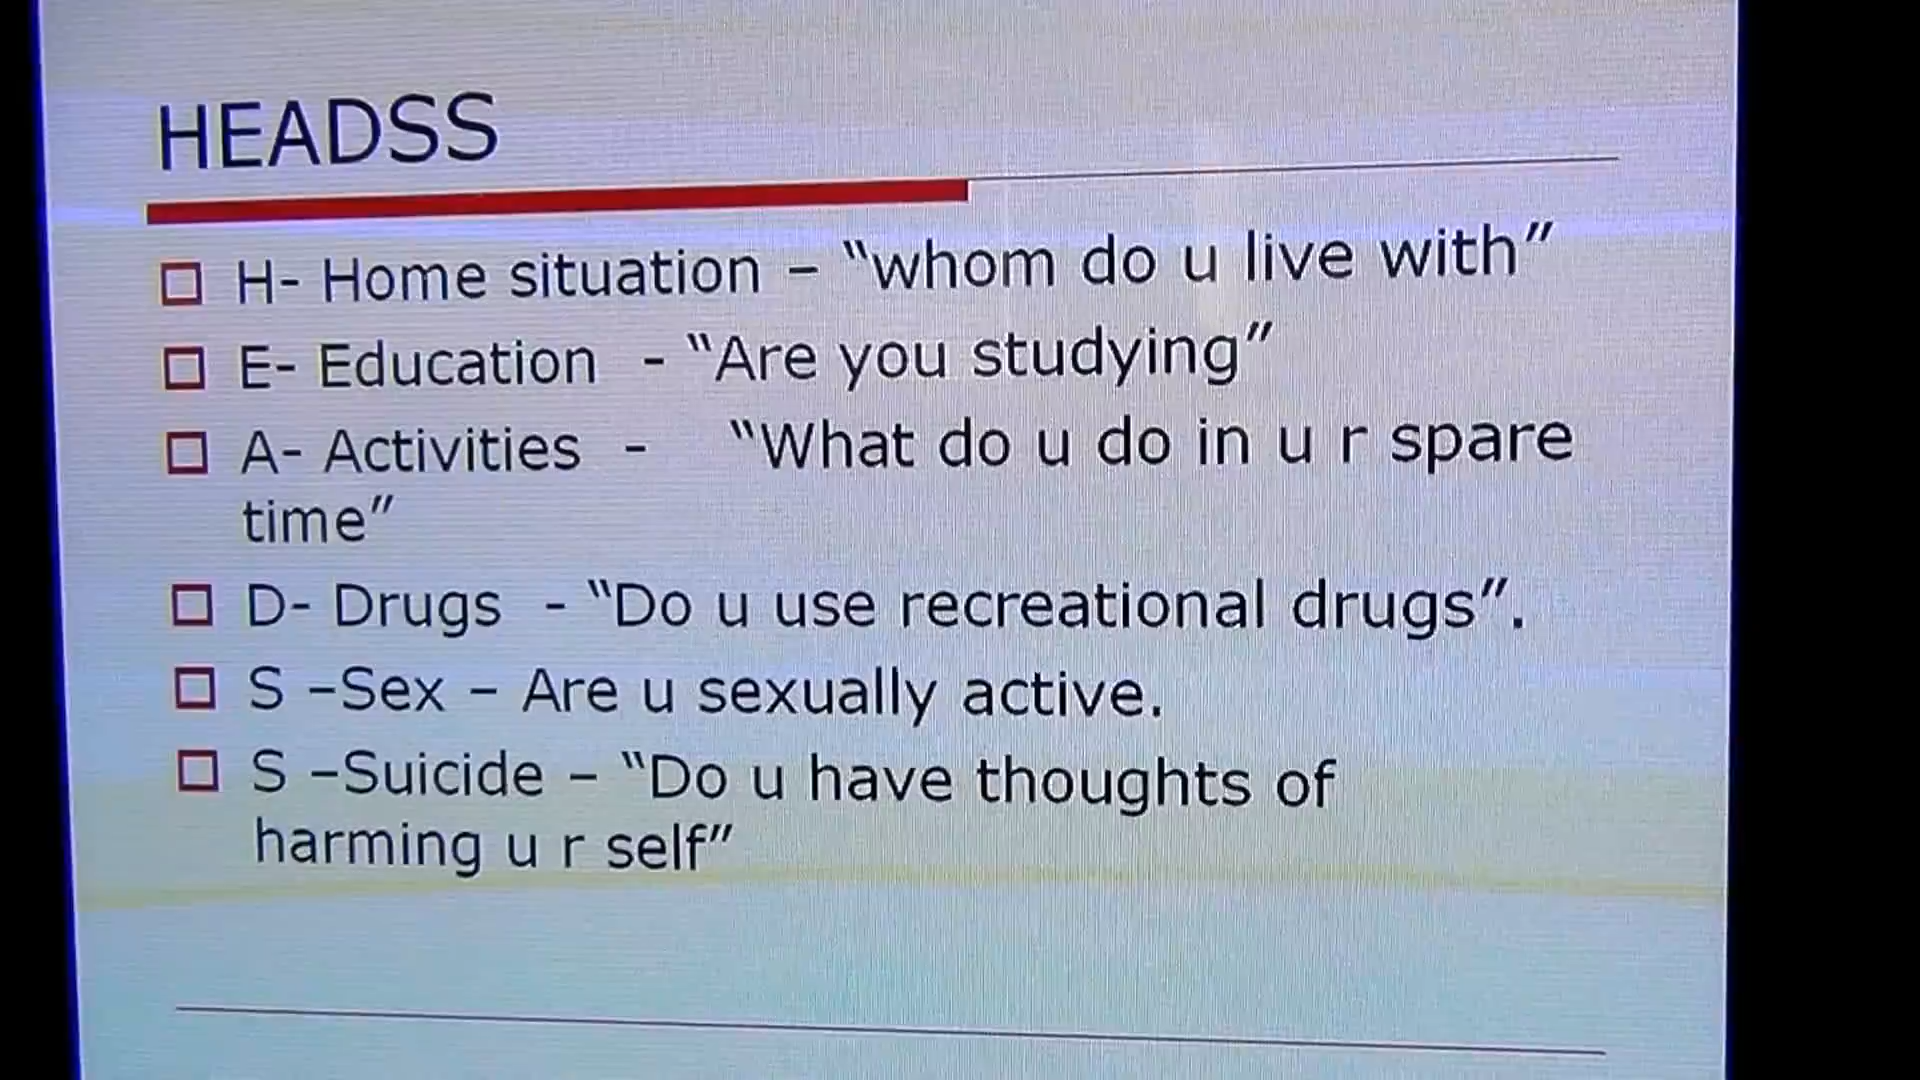 HEADSS
H- Home situation – “whom do u live with”
E- Education - “Are you studying”
A- Activities - “What do u do in u r spare
time”
D- Drugs - “Do u use recreational drugs”.
S –Sex – Are u sexually active.
S –Suicide – “Do u have thoughts of
harming u r self”